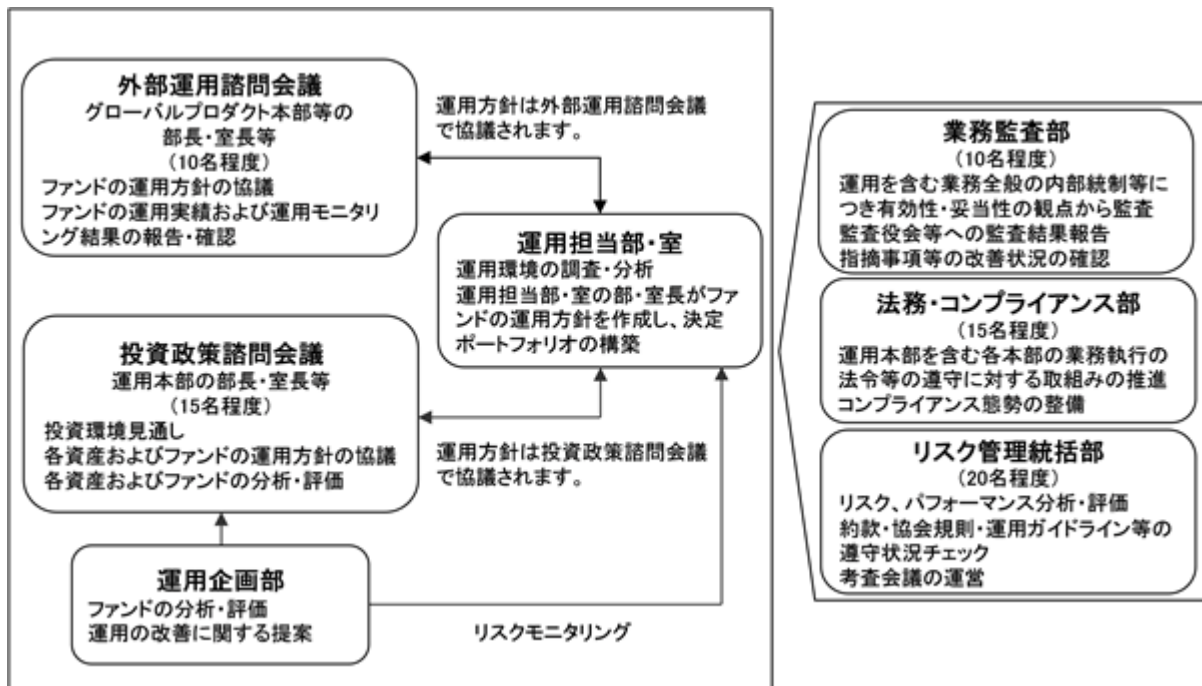 外部運用諮問会議
グローバルプロダクト本部等の
部長・室長等
(10名程度)
ファンドの運用方針の協議
ファンドの運用実績および運用モニタリ
ング結果の報告・確認
運用方針は外部運用諮問会議
で協議されます。
運用担当部・室
運用環境の調査・分析
運用担当部・室の部・室長がファ
ンドの運用方針を作成し、決定
ポートフォリオの構築
投資政策諮問会議
運用本部の部長・室長等
(15名程度)
投資環境見通し
各資産およびファンドの運用方針の協議
各資産およびファンドの分析・評価
運用方針は投資政策諮問会議
で協議されます。
運用企画部
ファンドの分析・評価
運用の改善に関する提案
リスクモニタリング
業務監査部
(10名程度)
運用を含む業務全般の内部統制等に
つき有効性・妥当性の観点から監査
監査役会等への監査結果報告
指摘事項等の改善状況の確認
法務・コンプライアンス部
(15名程度)
運用本部を含む各本部の業務執行の
法令等の遵守に対する取組みの推進
コンプライアンス態勢の整備
リスク管理統括部
(20名程度)
リスク、パフォーマンス分析・評価
約款・協会規則・運用ガイドライン等の
遵守状況チェック
考査会議の運営